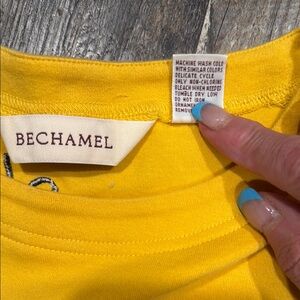 BECHAMEL
MACHINE WASH COLD
WITH SIMILAR COLORS
DELICATE CYCLE
ONLY NON-CHLORINE
BLEACH WHEN NEEDED
TUMBLE DRY LOW
DO NOT IRON